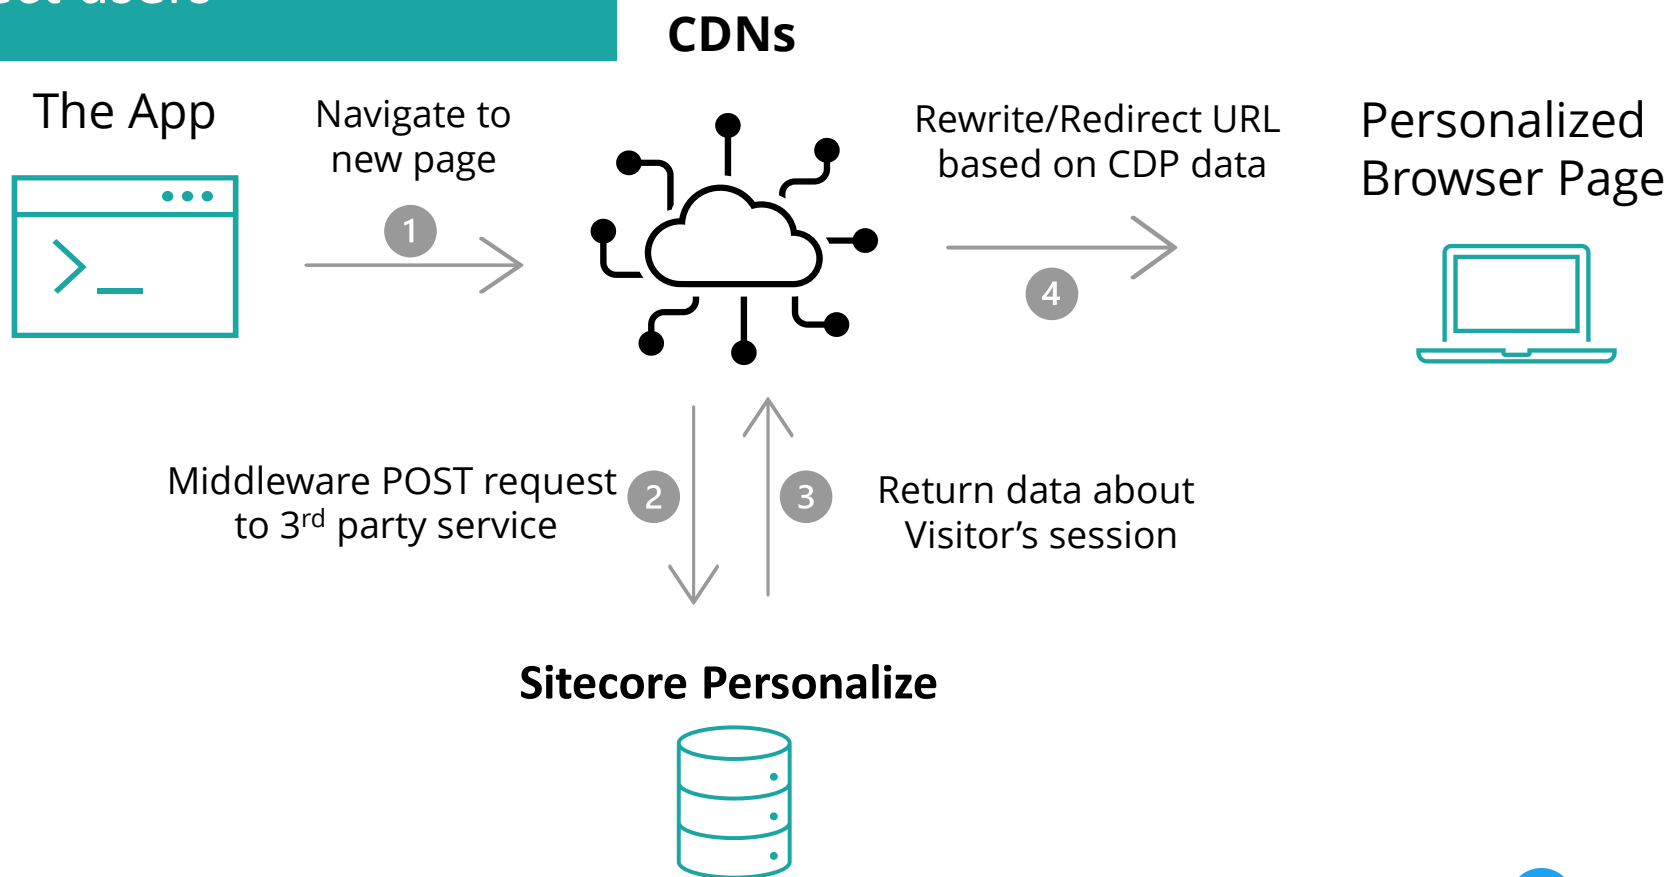 users
CDNs
The App
Navigate to
new page
1
Rewrite/Redirect URL
based on CDP data
4
Personalized
Browser Page
Middleware POST request
to 3rd party service
2
3
Return data about
Visitor’s session
Sitecore Personalize